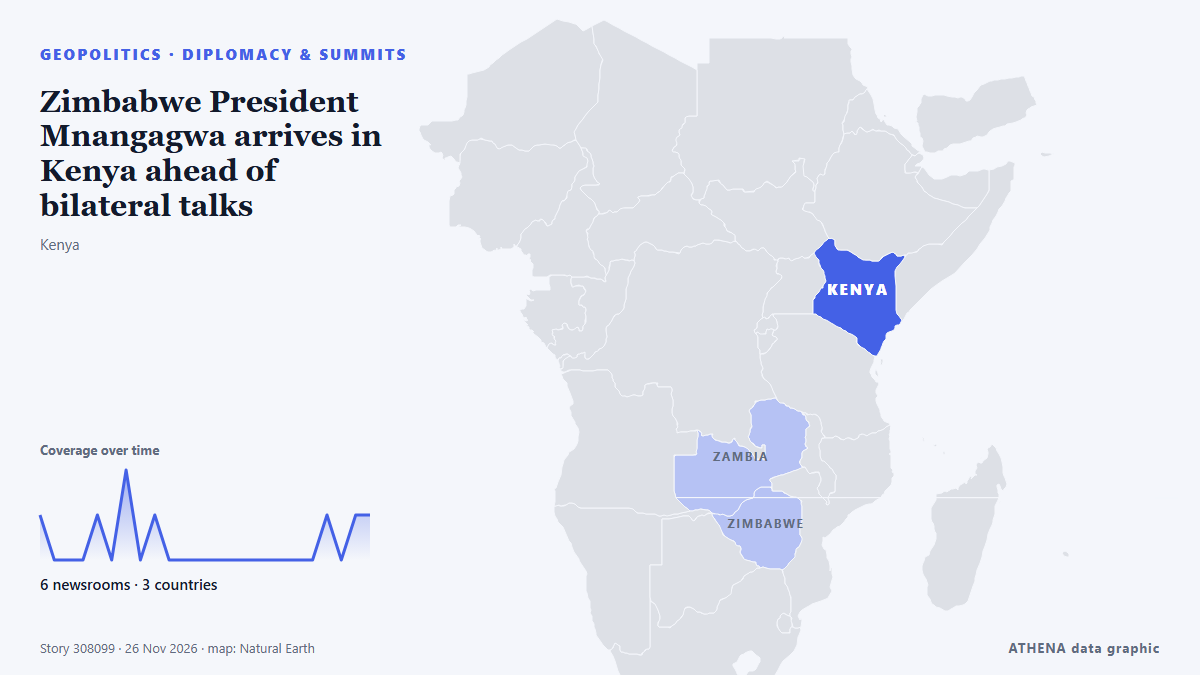 GEOPOLITICS · DIPLOMACY & SUMMITS
Zimbabwe President
Mnangagwa arrives in
Kenya ahead of
bilateral talks
Kenya
KENYA
ZAMBIA
ZIMBABWE
Coverage over time
6 newsrooms · 3 countries
Story 308099 · 26 Nov 2026 · map: Natural Earth
ATHENA data graphic